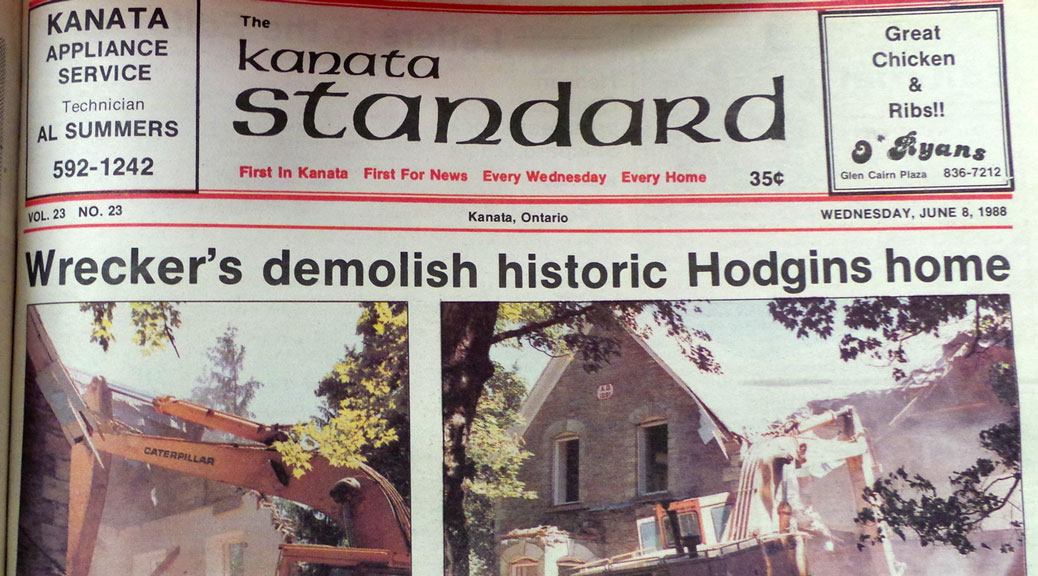 KANATA
APPLIANCE
SERVICE
Technician
AL SUMMERS
592-1242
The
kanata
standard
First In Kanata First For News Every Wednesday Every Home 35¢
Great
Chicken
&
Ribs!!
O'Ryans
Glen Cairn Plaza 836-7212
VOL. 23 NO. 23
Kanata, Ontario
WEDNESDAY, JUNE 8, 1988
Wrecker's demolish historic Hodgins home
CATERPILLAR